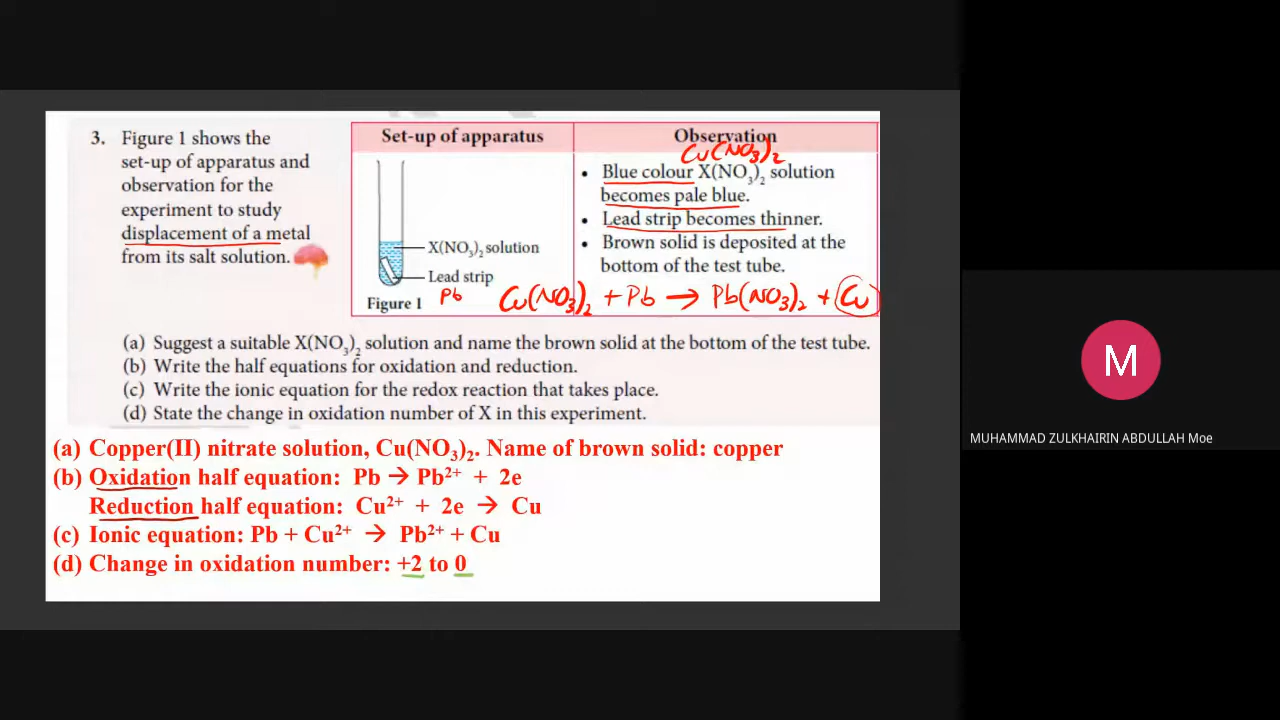 3. Figure 1 shows the
set-up of apparatus and
observation for the
experiment to study
displacement of a metal
from its salt solution.
Set-up of apparatus
X(NO₃)₂ solution
Lead strip
Pb
Figure 1
Observation
Cu(NO₃)₂
• Blue colour X(NO₃)₂ solution
becomes pale blue.
• Lead strip becomes thinner.
• Brown solid is deposited at the
bottom of the test tube.
Cu(NO₃)₂ + Pb → Pb(NO₃)₂ + Cu
(a) Suggest a suitable X(NO₃)₂ solution and name the brown solid at the bottom of the test tube.
(b) Write the half equations for oxidation and reduction.
(c) Write the ionic equation for the redox reaction that takes place.
(d) State the change in oxidation number of X in this experiment.
(a) Copper(II) nitrate solution, Cu(NO₃)₂. Name of brown solid: copper
(b) Oxidation half equation: Pb → Pb²⁺ + 2e
Reduction half equation: Cu²⁺ + 2e → Cu
(c) Ionic equation: Pb + Cu²⁺ → Pb²⁺ + Cu
(d) Change in oxidation number: +2 to 0
M
MUHAMMAD ZULKHAIRIN ABDULLAH Moe